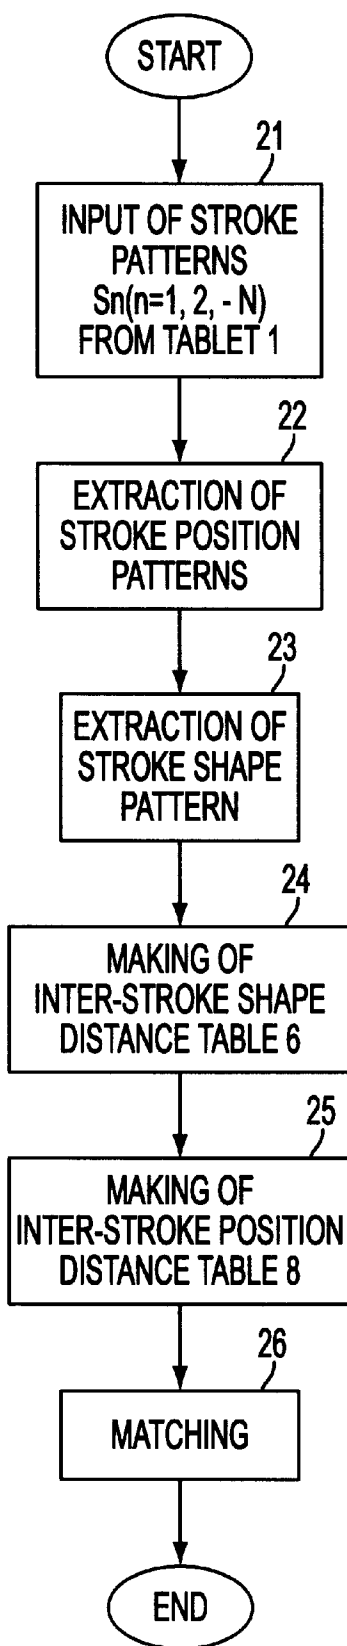 START
21
INPUT OF STROKE
PATTERNS
Sn(n=1, 2, - N)
FROM TABLET 1
22
EXTRACTION OF
STROKE POSITION
PATTERNS
23
EXTRACTION OF
STROKE SHAPE
PATTERN
24
MAKING OF
INTER-STROKE SHAPE
DISTANCE TABLE 6
25
MAKING OF
INTER-STROKE POSITION
DISTANCE TABLE 8
26
MATCHING
END